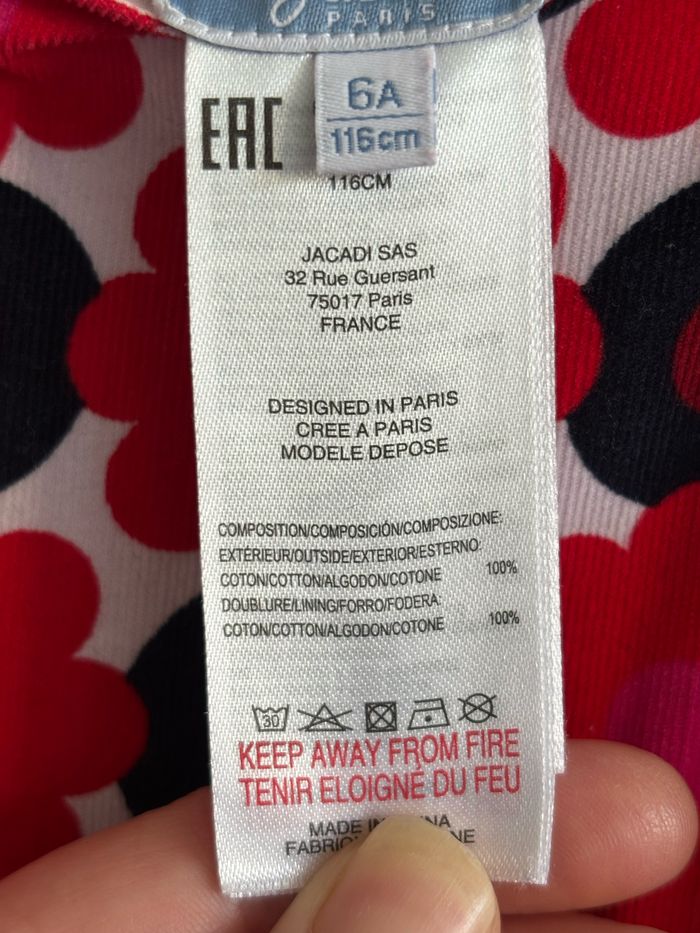 PARIS
6A
116cm
EAC
116CM
JACADI SAS
32 Rue Guersant
75017 Paris
FRANCE
DESIGNED IN PARIS
CREE A PARIS
MODELE DEPOSE
COMPOSITION/COMPOSICIÓN/COMPOSIZIONE:
EXTÉRIEUR/OUTSIDE/EXTERIOR/ESTERNO:
COTON/COTTON/ALGODON/COTONE 100%
DOUBLURE/LINING/FORRO/FODERA:
COTON/COTTON/ALGODON/COTONE 100%
30
KEEP AWAY FROM FIRE
TENIR ELOIGNÉ DU FEU
MADE